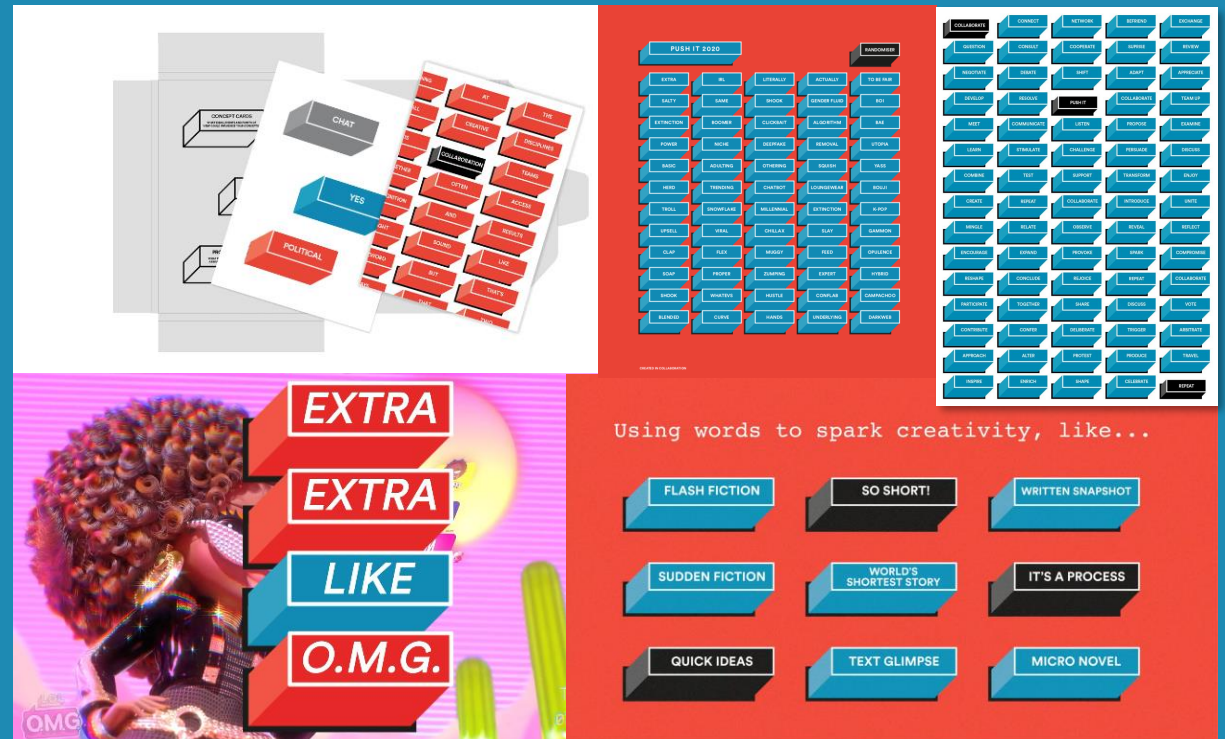 CONCEPT CARDS
CHAT
YES
POLITICAL
AT
THE
CREATIVE
DISCIPLINES
COLLABORATION
TEAMS
OFTEN
ACCESS
AND
RESULTS
SOUND
LIKE
BUT
THAT'S
PUSH IT 2020
RANDOMISER
EXTRA IRL LITERALLY ACTUALLY TO BE FAIR
SALTY SAME SHOOK GENDER FLUID BOI
EXTINCTION BOOMER CLICKBAIT ALGORITHM BAE
POWER NICHE DEEPFAKE REMOVAL UTOPIA
BASIC ADULTING OTHERING SQUISH YASS
HERD TRENDING CHATBOT LOUNGEWEAR BOUJI
TROLL SNOWFLAKE MILLENNIAL EXTINCTION K-POP
UPSELL VIRAL CHILLAX SLAY GAMMON
CLAP FLEX MUGGY FEED OPULENCE
SOAP PROPER ZUMPING EXPERT HYBRID
SHOOK WHATEVS HUSTLE CONFLAB CAMPACHOO
BLENDED CURVE HANDS UNDERLYING DARKWEB
CREATED IN COLLABORATION
COLLABORATE CONNECT NETWORK BEFRIEND EXCHANGE
QUESTION CONSULT COOPERATE SUPRISE REVIEW
NEGOTIATE DEBATE SHIFT ADAPT APPRECIATE
DEVELOP RESOLVE PUSH IT COLLABORATE TEAM UP
MEET COMMUNICATE LISTEN PROPOSE EXAMINE
LEARN STIMULATE CHALLENGE PERSUADE DISCUSS
COMBINE TEST SUPPORT TRANSFORM ENJOY
CREATE REPEAT COLLABORATE INTRODUCE UNITE
MINGLE RELATE OBSERVE REVEAL REFLECT
ENCOURAGE EXPAND PROVOKE SPARK COMPROMISE
RESHAPE CONCLUDE REJOICE REPEAT COLLABORATE
PARTICIPATE TOGETHER SHARE DISCUSS VOTE
CONTRIBUTE CONFER DELIBERATE TRIGGER ARBITRATE
APPROACH ALTER PROTEST PRODUCE TRAVEL
INSPIRE ENRICH SHAPE CELEBRATE REPEAT
EXTRA
EXTRA
LIKE
O.M.G.
OMG
Using words to spark creativity, like...
FLASH FICTION SO SHORT! WRITTEN SNAPSHOT
SUDDEN FICTION WORLD'S SHORTEST STORY IT'S A PROCESS
QUICK IDEAS TEXT GLIMPSE MICRO NOVEL